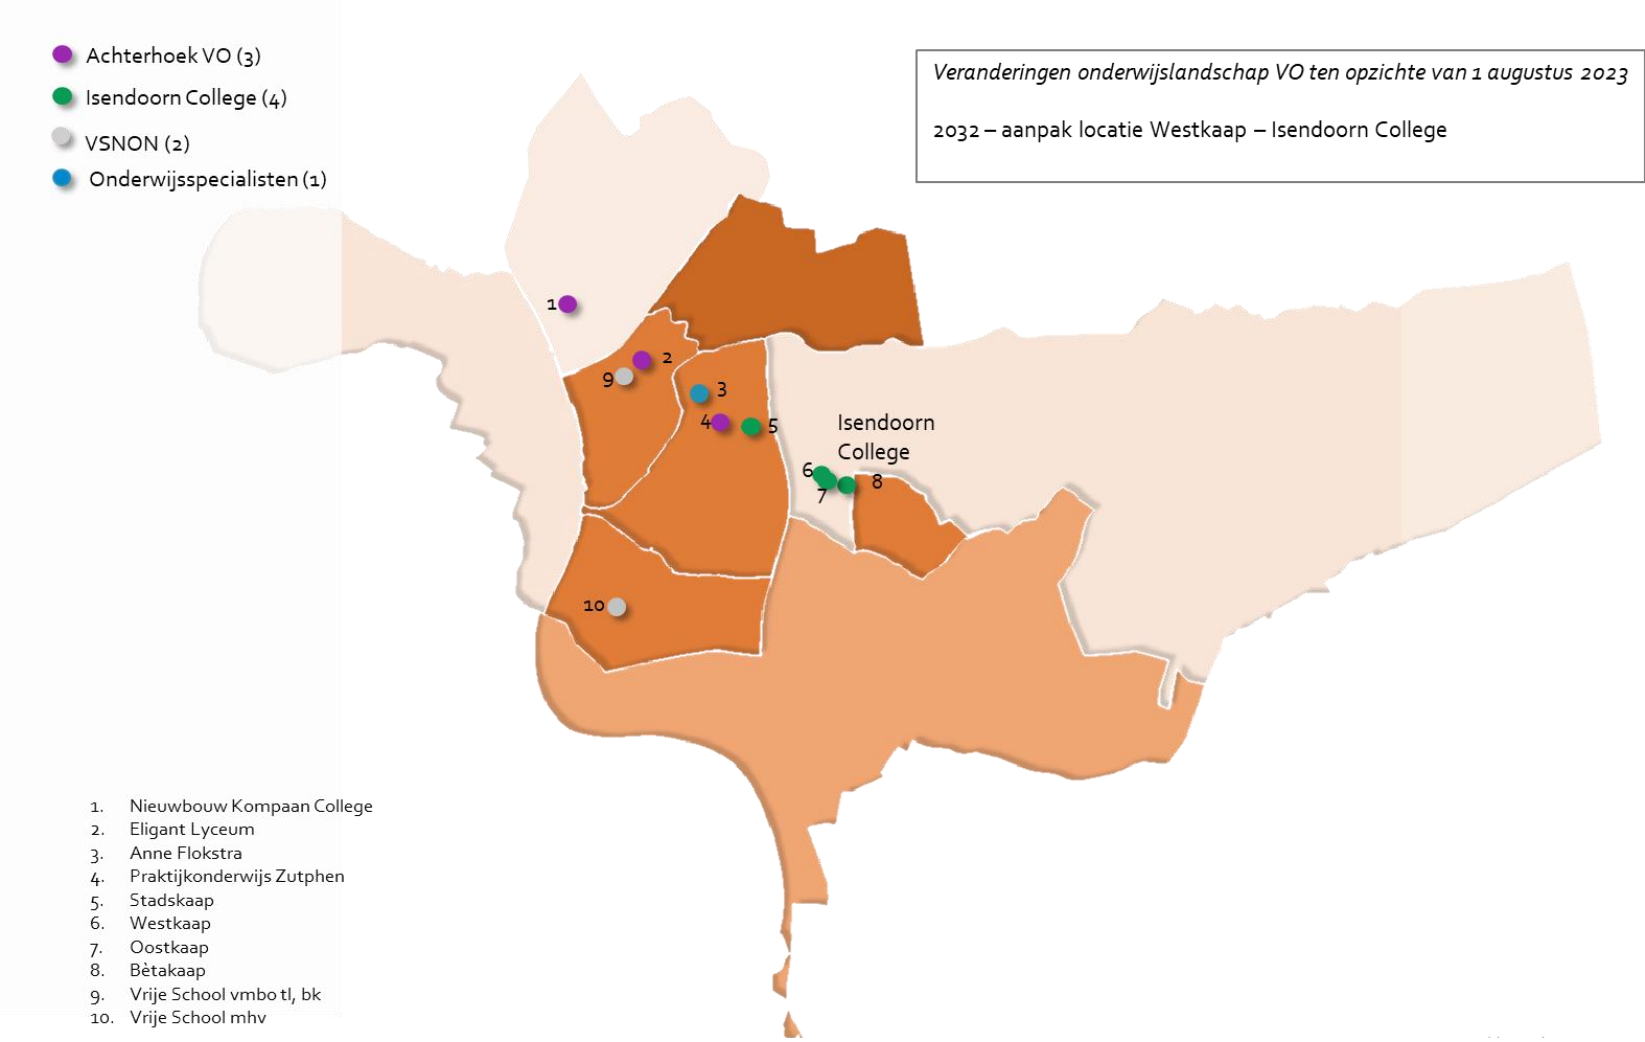 Achterhoek VO (3)
Isendoorn College (4)
VSNON (2)
Onderwijsspecialisten (1)
Veranderingen onderwijslandschap VO ten opzichte van 1 augustus 2023
2032 – aanpak locatie Westkaap – Isendoorn College
1
2
9
3
4
5
Isendoorn
College
6
7
8
10
1. Nieuwbouw Kompaan College
2. Eligant Lyceum
3. Anne Flokstra
4. Praktijkonderwijs Zutphen
5. Stadskaap
6. Westkaap
7. Oostkaap
8. Bètakaap
9. Vrije School vmbo tl, bk
10. Vrije School mhv